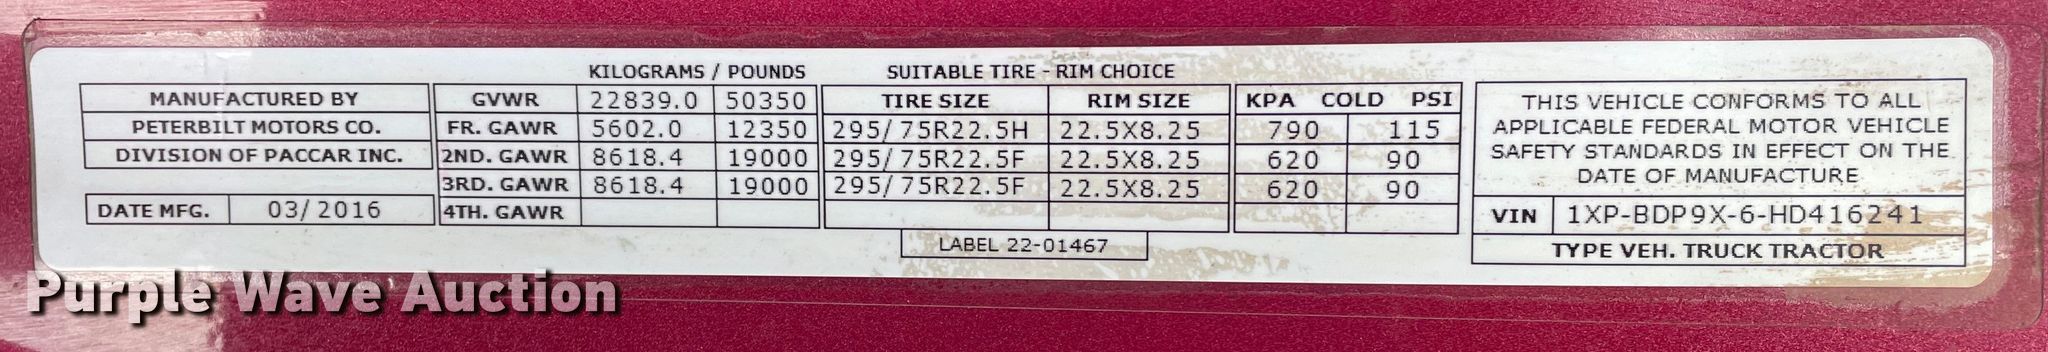 KILOGRAMS / POUNDS SUITABLE TIRE - RIM CHOICE
MANUFACTURED BY GVWR 22839.0 50350 TIRE SIZE RIM SIZE KPA COLD PSI
PETERBILT MOTORS CO. FR. GAWR 5602.0 12350 295/75R22.5H 22.5X8.25 790 115
DIVISION OF PACCAR INC. 2ND. GAWR 8618.4 19000 295/75R22.5F 22.5X8.25 620 90
3RD. GAWR 8618.4 19000 295/75R22.5F 22.5X8.25 620 90
DATE MFG. 03/2016 4TH. GAWR
LABEL 22-01467
THIS VEHICLE CONFORMS TO ALL
APPLICABLE FEDERAL MOTOR VEHICLE
SAFETY STANDARDS IN EFFECT ON THE
DATE OF MANUFACTURE
VIN 1XP-BDP9X-6-HD416241
TYPE VEH. TRUCK TRACTOR
Purple Wave Auction